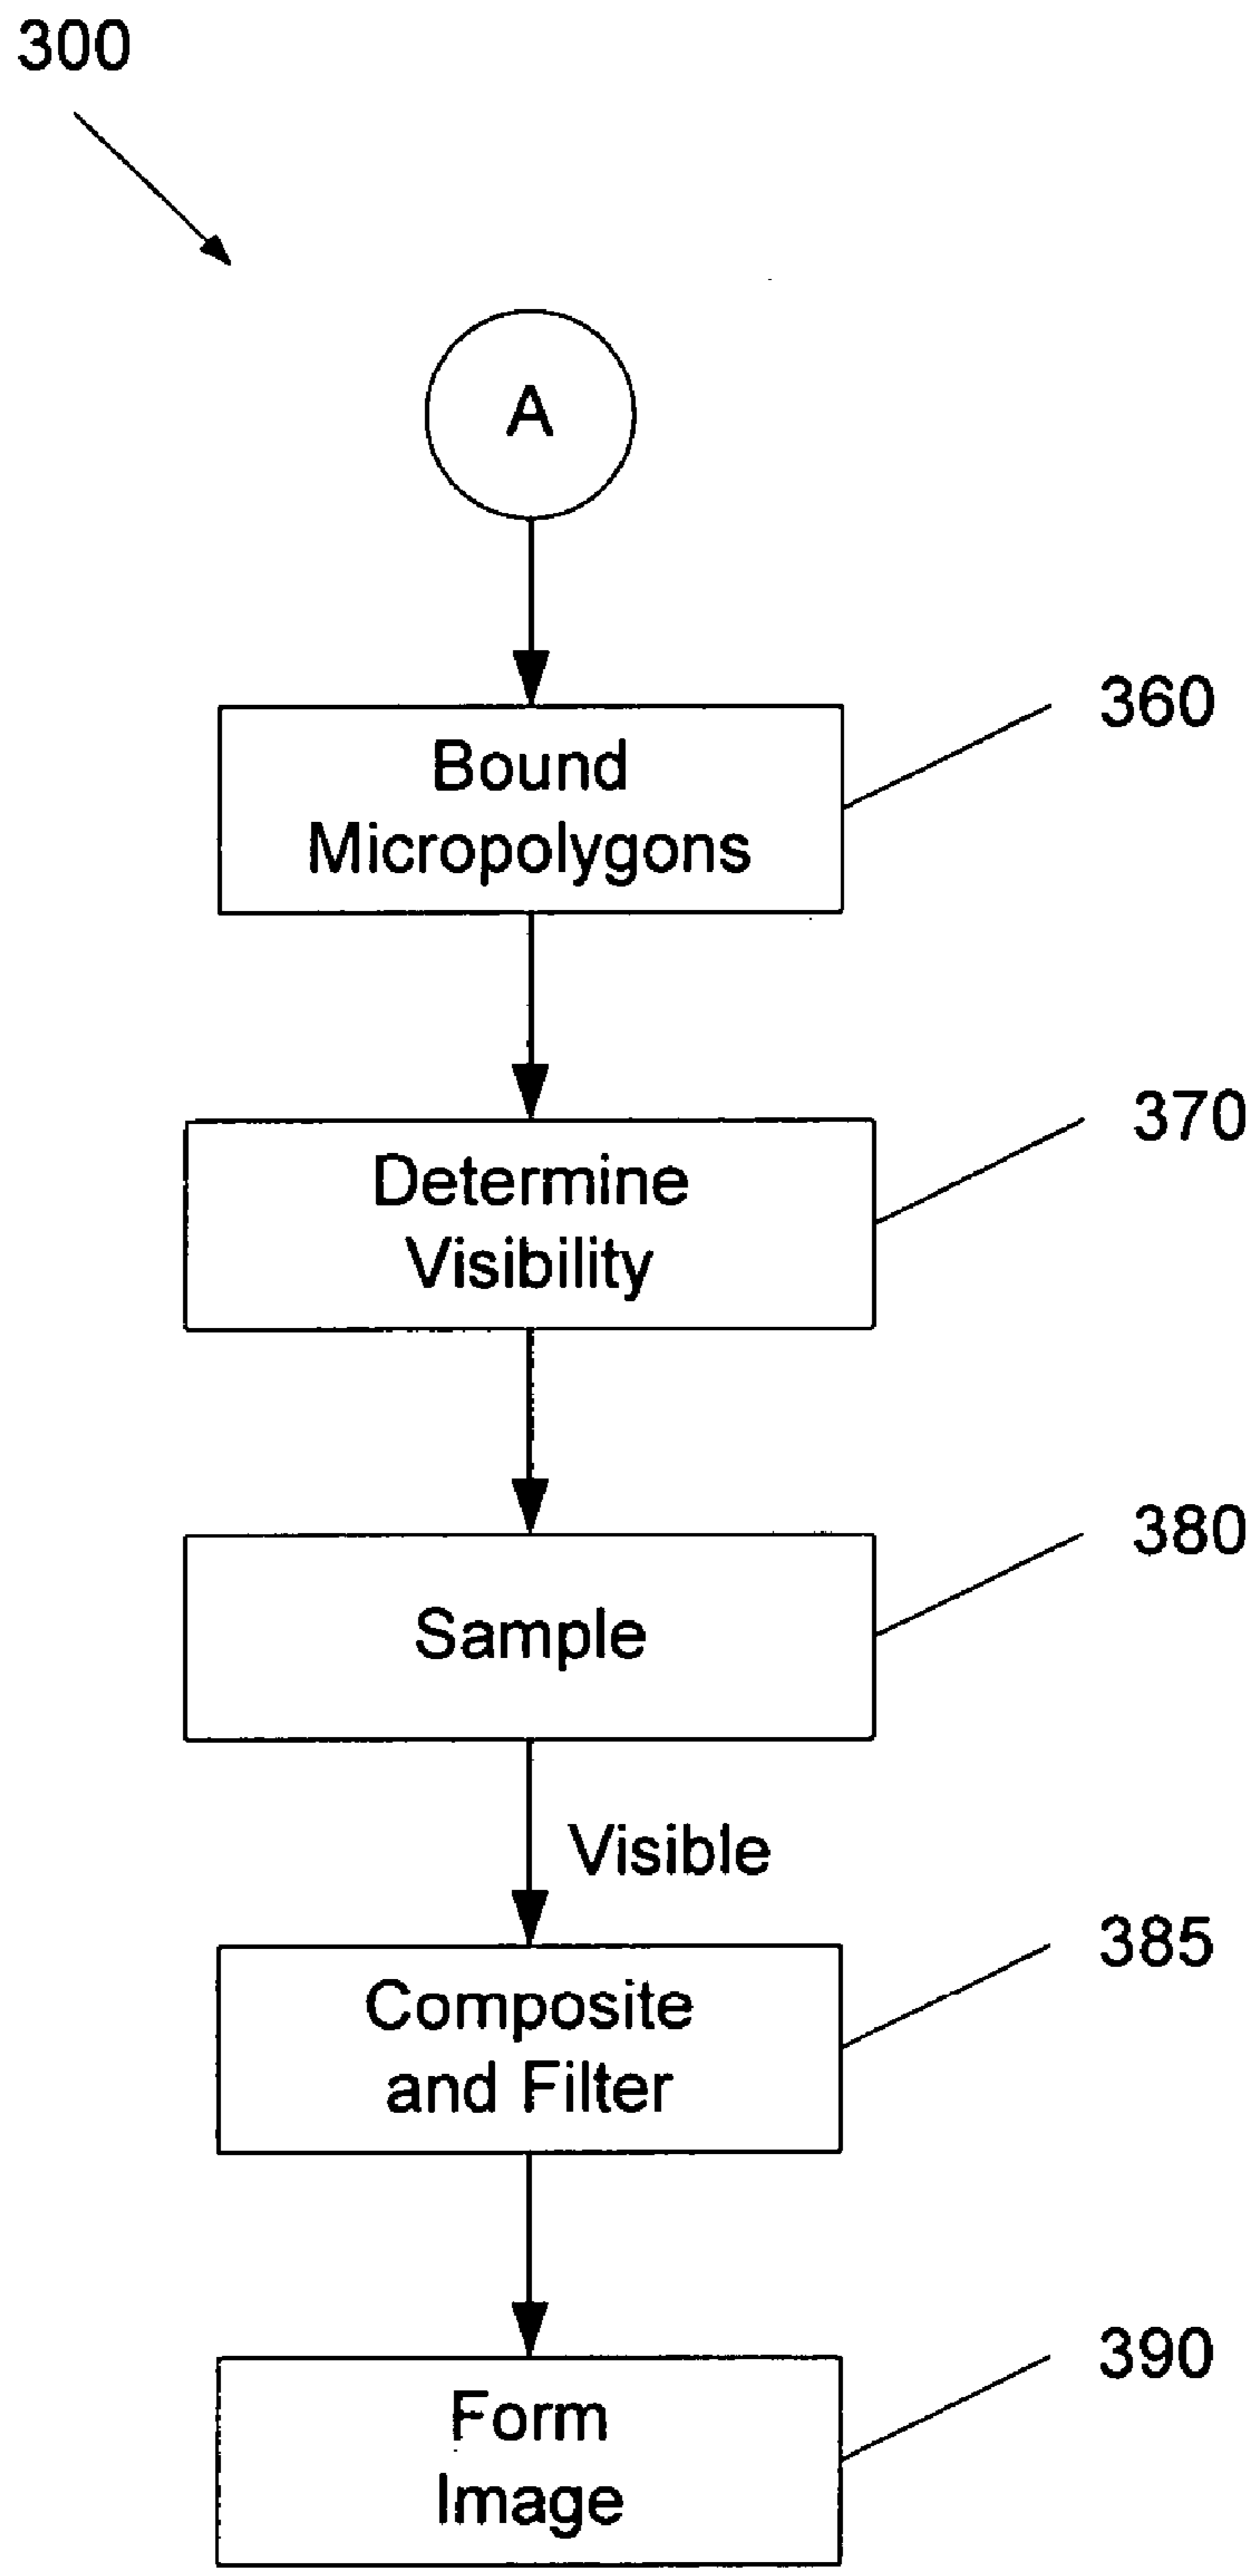 300
A
360
Bound
Micropolygons
370
Determine
Visibility
380
Sample
Visible
385
Composite
and Filter
390
Form
Image